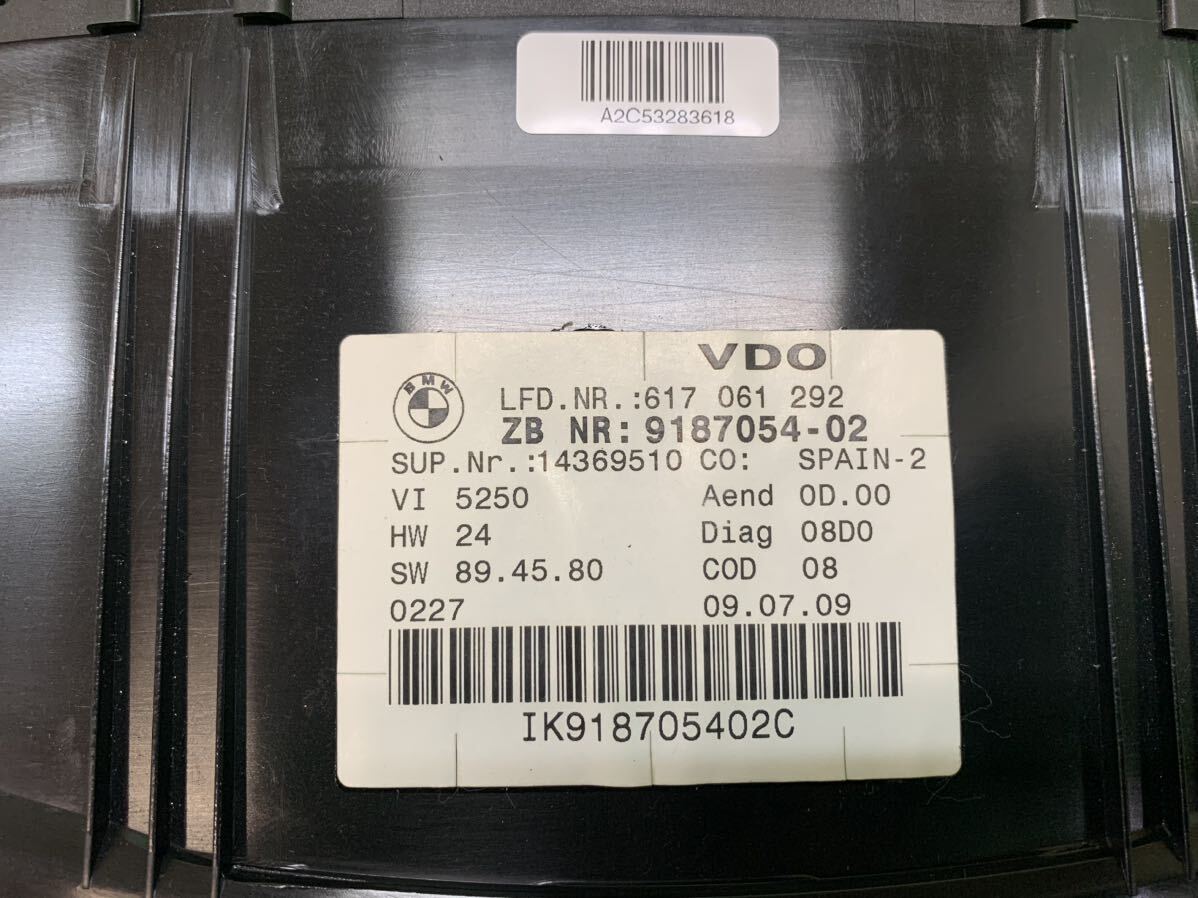 A2C53283618
VDO
BMW
LFD.NR.:617 061 292
ZB NR:9187054-02
SUP.Nr.:14369510 CO: SPAIN-2
VI 5250 Aend 0D.00
HW 24 Diag 08D0
SW 89.45.80 COD 08
0227 09.07.09
IK918705402C